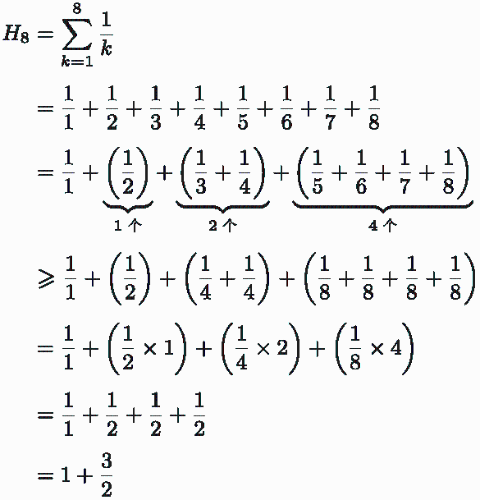 H₈ = ∑_{k=1}^{8} 1/k
= 1/1 + 1/2 + 1/3 + 1/4 + 1/5 + 1/6 + 1/7 + 1/8
= 1/1 + (1/2) + (1/3 + 1/4) + (1/5 + 1/6 + 1/7 + 1/8)
1个 2个 4个
⩾ 1/1 + (1/2) + (1/4 + 1/4) + (1/8 + 1/8 + 1/8 + 1/8)
= 1/1 + (1/2 × 1) + (1/4 × 2) + (1/8 × 4)
= 1/1 + 1/2 + 1/2 + 1/2
= 1 + 3/2